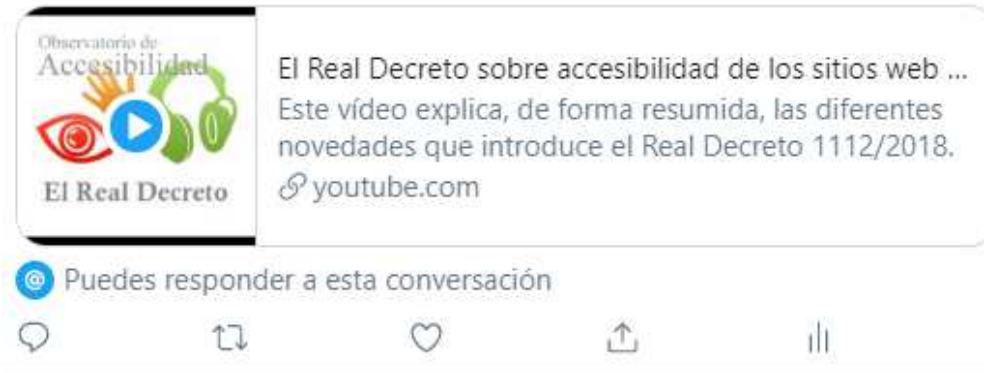 Observatorio de
Accesibilidad
El Real Decreto
El Real Decreto sobre accesibilidad de los sitios web ...
Este vídeo explica, de forma resumida, las diferentes
novedades que introduce el Real Decreto 1112/2018.
youtube.com
@ Puedes responder a esta conversación